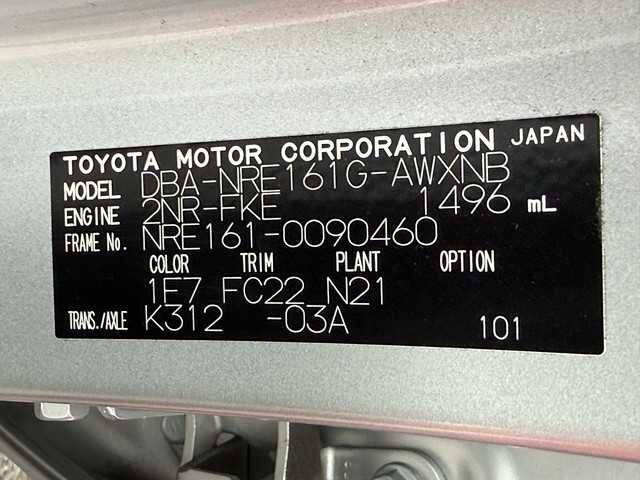 TOYOTA MOTOR CORPORATION JAPAN
MODEL DBA-NRE161G-AWXNB
ENGINE 2NR-FKE 1496 mL
FRAME No. NRE161-0090460
COLOR TRIM PLANT OPTION
1F7 FC22 N21
TRANS./AXLE K312 -03A 101